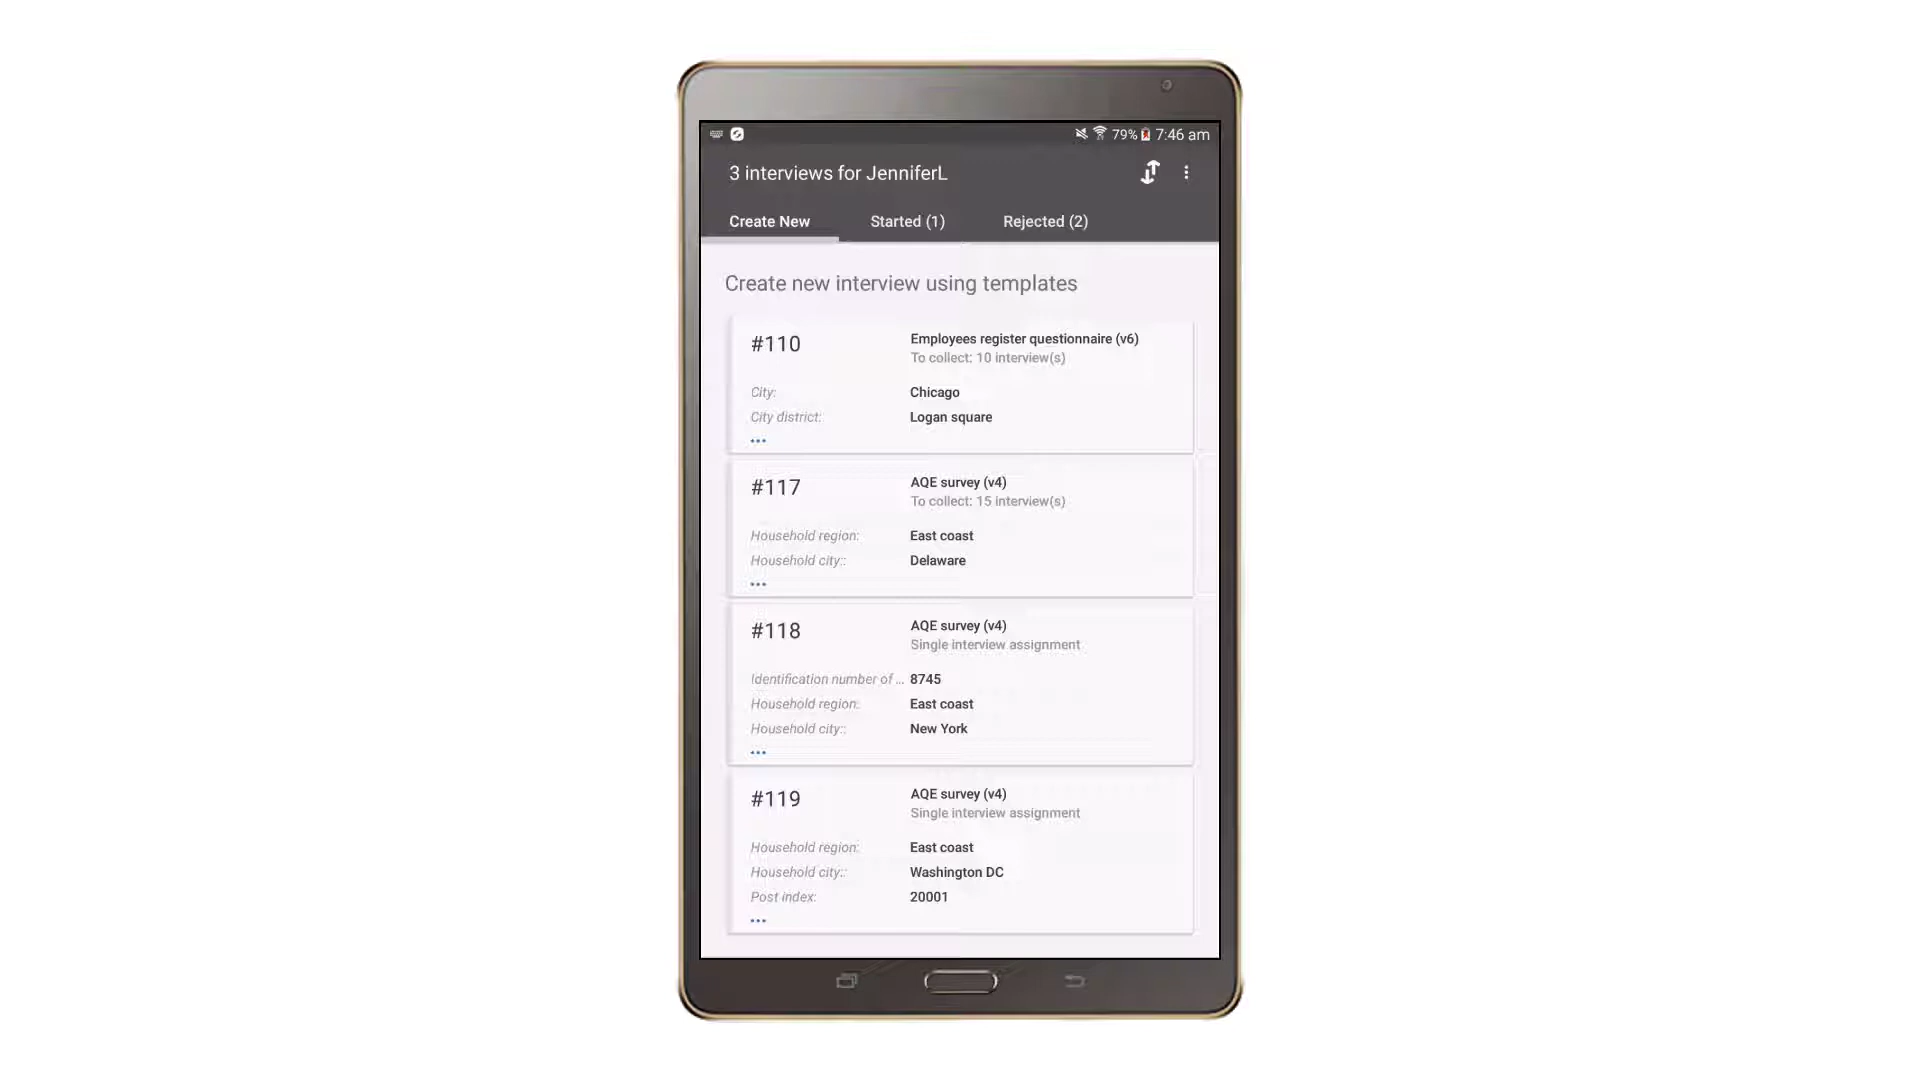 79% 7:46 am
3 interviews for JenniferL
Create New Started (1) Rejected (2)
Create new interview using templates
#110 Employees register questionnaire (v6)
To collect: 10 interview(s)
City: Chicago
City district: Logan square
...
#117 AQE survey (v4)
To collect: 15 interview(s)
Household region: East coast
Household city:: Delaware
...
#118 AQE survey (v4)
Single interview assignment
Identification number of ... 8745
Household region: East coast
Household city:: New York
...
#119 AQE survey (v4)
Single interview assignment
Household region: East coast
Household city:: Washington DC
Post index: 20001
...